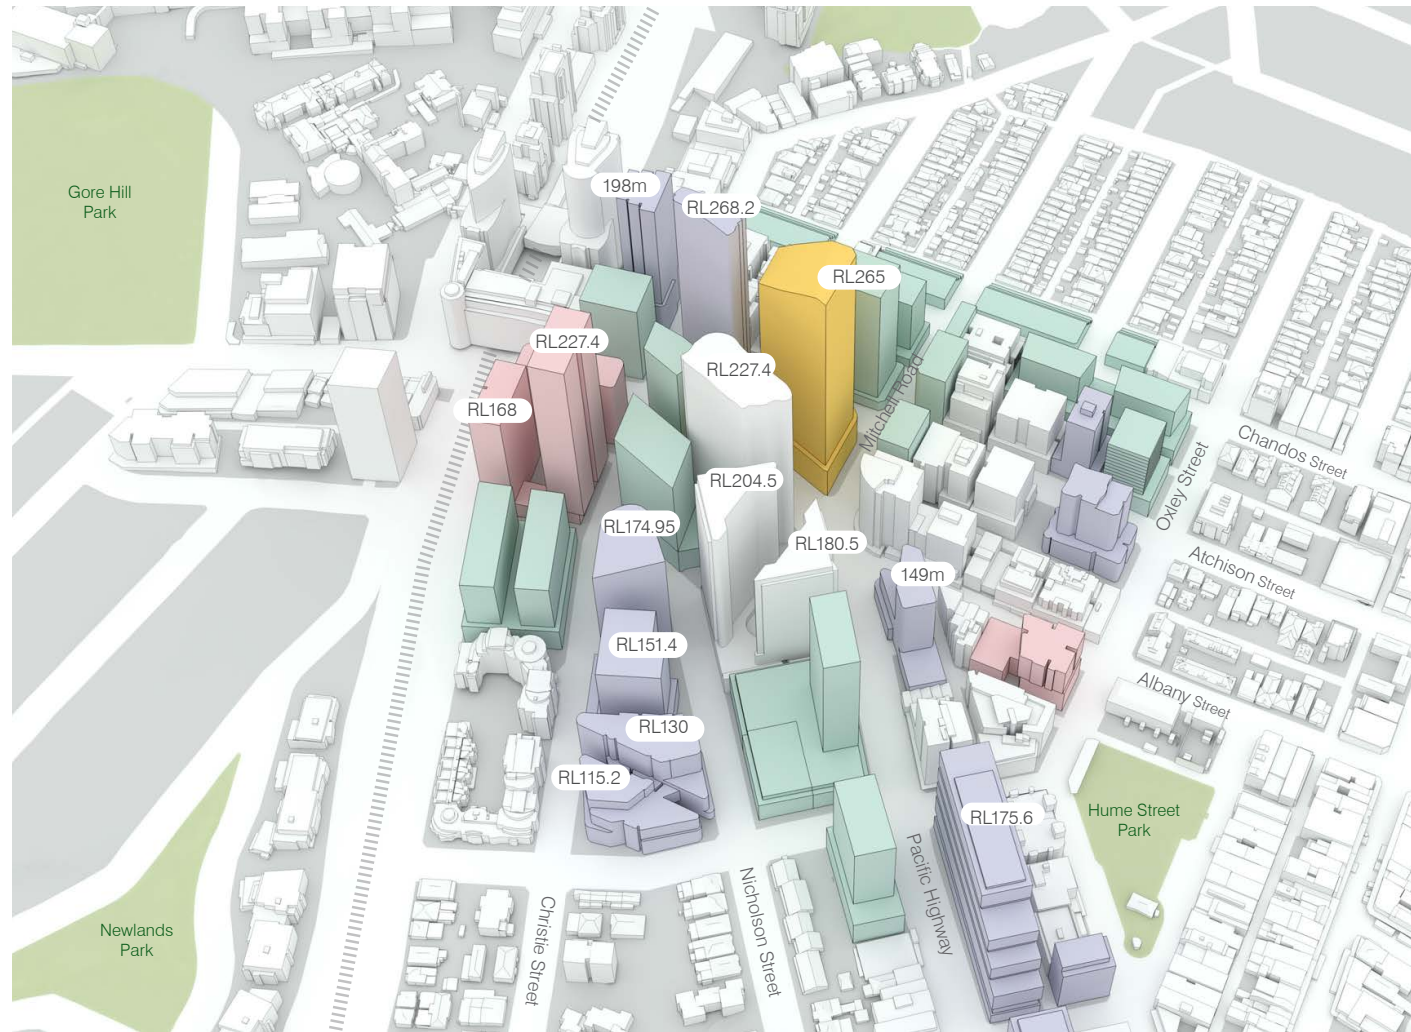 198m
RL268.2
Gore Hill
Park
RL265
RL227.4
RL227.4
RL168
Mitchell Road
Chandos Street
RL204.5
Oxley Street
RL174.95
RL180.5
149m
Atchison Street
RL151.4
Albany Street
RL130
RL115.2
RL175.6
Hume Street
Park
Pacific Highway
Nicholson Street
Christie Street
Newlands
Park